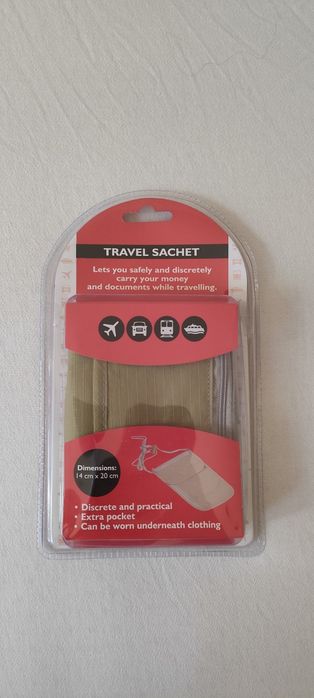 TRAVEL SACHET
Lets you safely and discretely
carry your money
and documents while travelling.
Dimensions:
14 cm x 20 cm
• Discrete and practical
• Extra pocket
• Can be worn underneath clothing